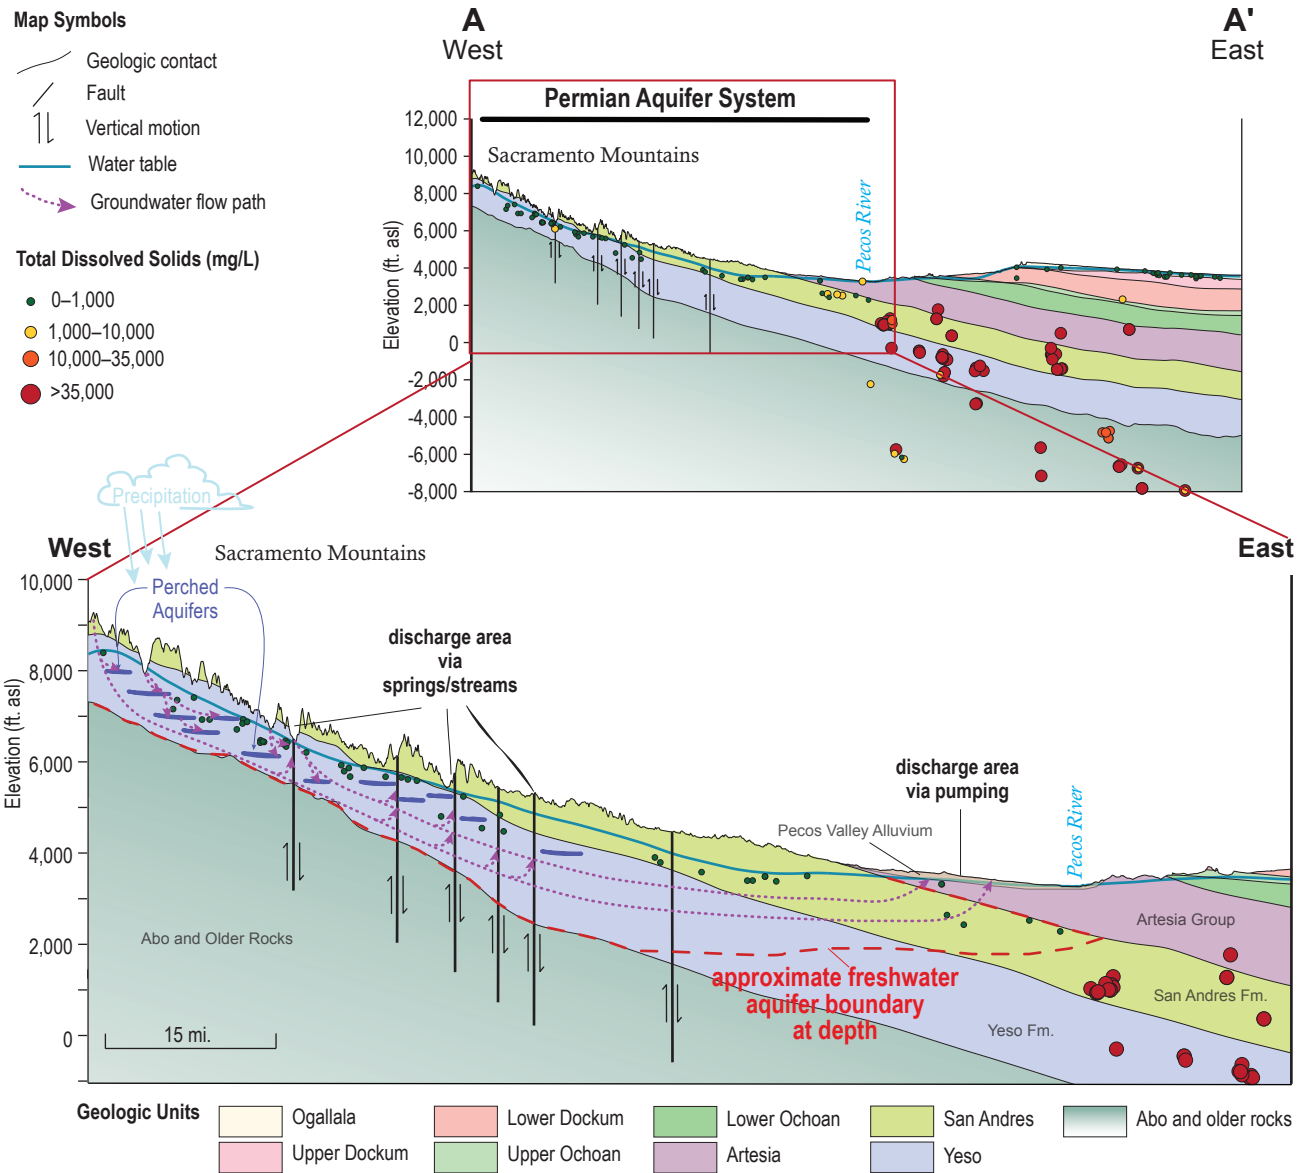 Map Symbols
Geologic contact
Fault
Vertical motion
Water table
Groundwater flow path
Total Dissolved Solids (mg/L)
0–1,000
1,000–10,000
10,000–35,000
>35,000
A
West
A'
East
Permian Aquifer System
Sacramento Mountains
Pecos River
Elevation (ft. asl)
12,000
10,000
8,000
6,000
4,000
2,000
0
-2,000
-4,000
-6,000
-8,000
Precipitation
West
Sacramento Mountains
East
Perched
Aquifers
discharge area
via
springs/streams
discharge area
via pumping
Pecos Valley Alluvium
Pecos River
Elevation (ft. asl)
10,000
8,000
6,000
4,000
2,000
0
Abo and Older Rocks
Artesia Group
San Andres Fm.
Yeso Fm.
approximate freshwater
aquifer boundary
at depth
15 mi.
Geologic Units
Ogallala
Lower Dockum
Lower Ochoan
San Andres
Abo and older rocks
Upper Dockum
Upper Ochoan
Artesia
Yeso